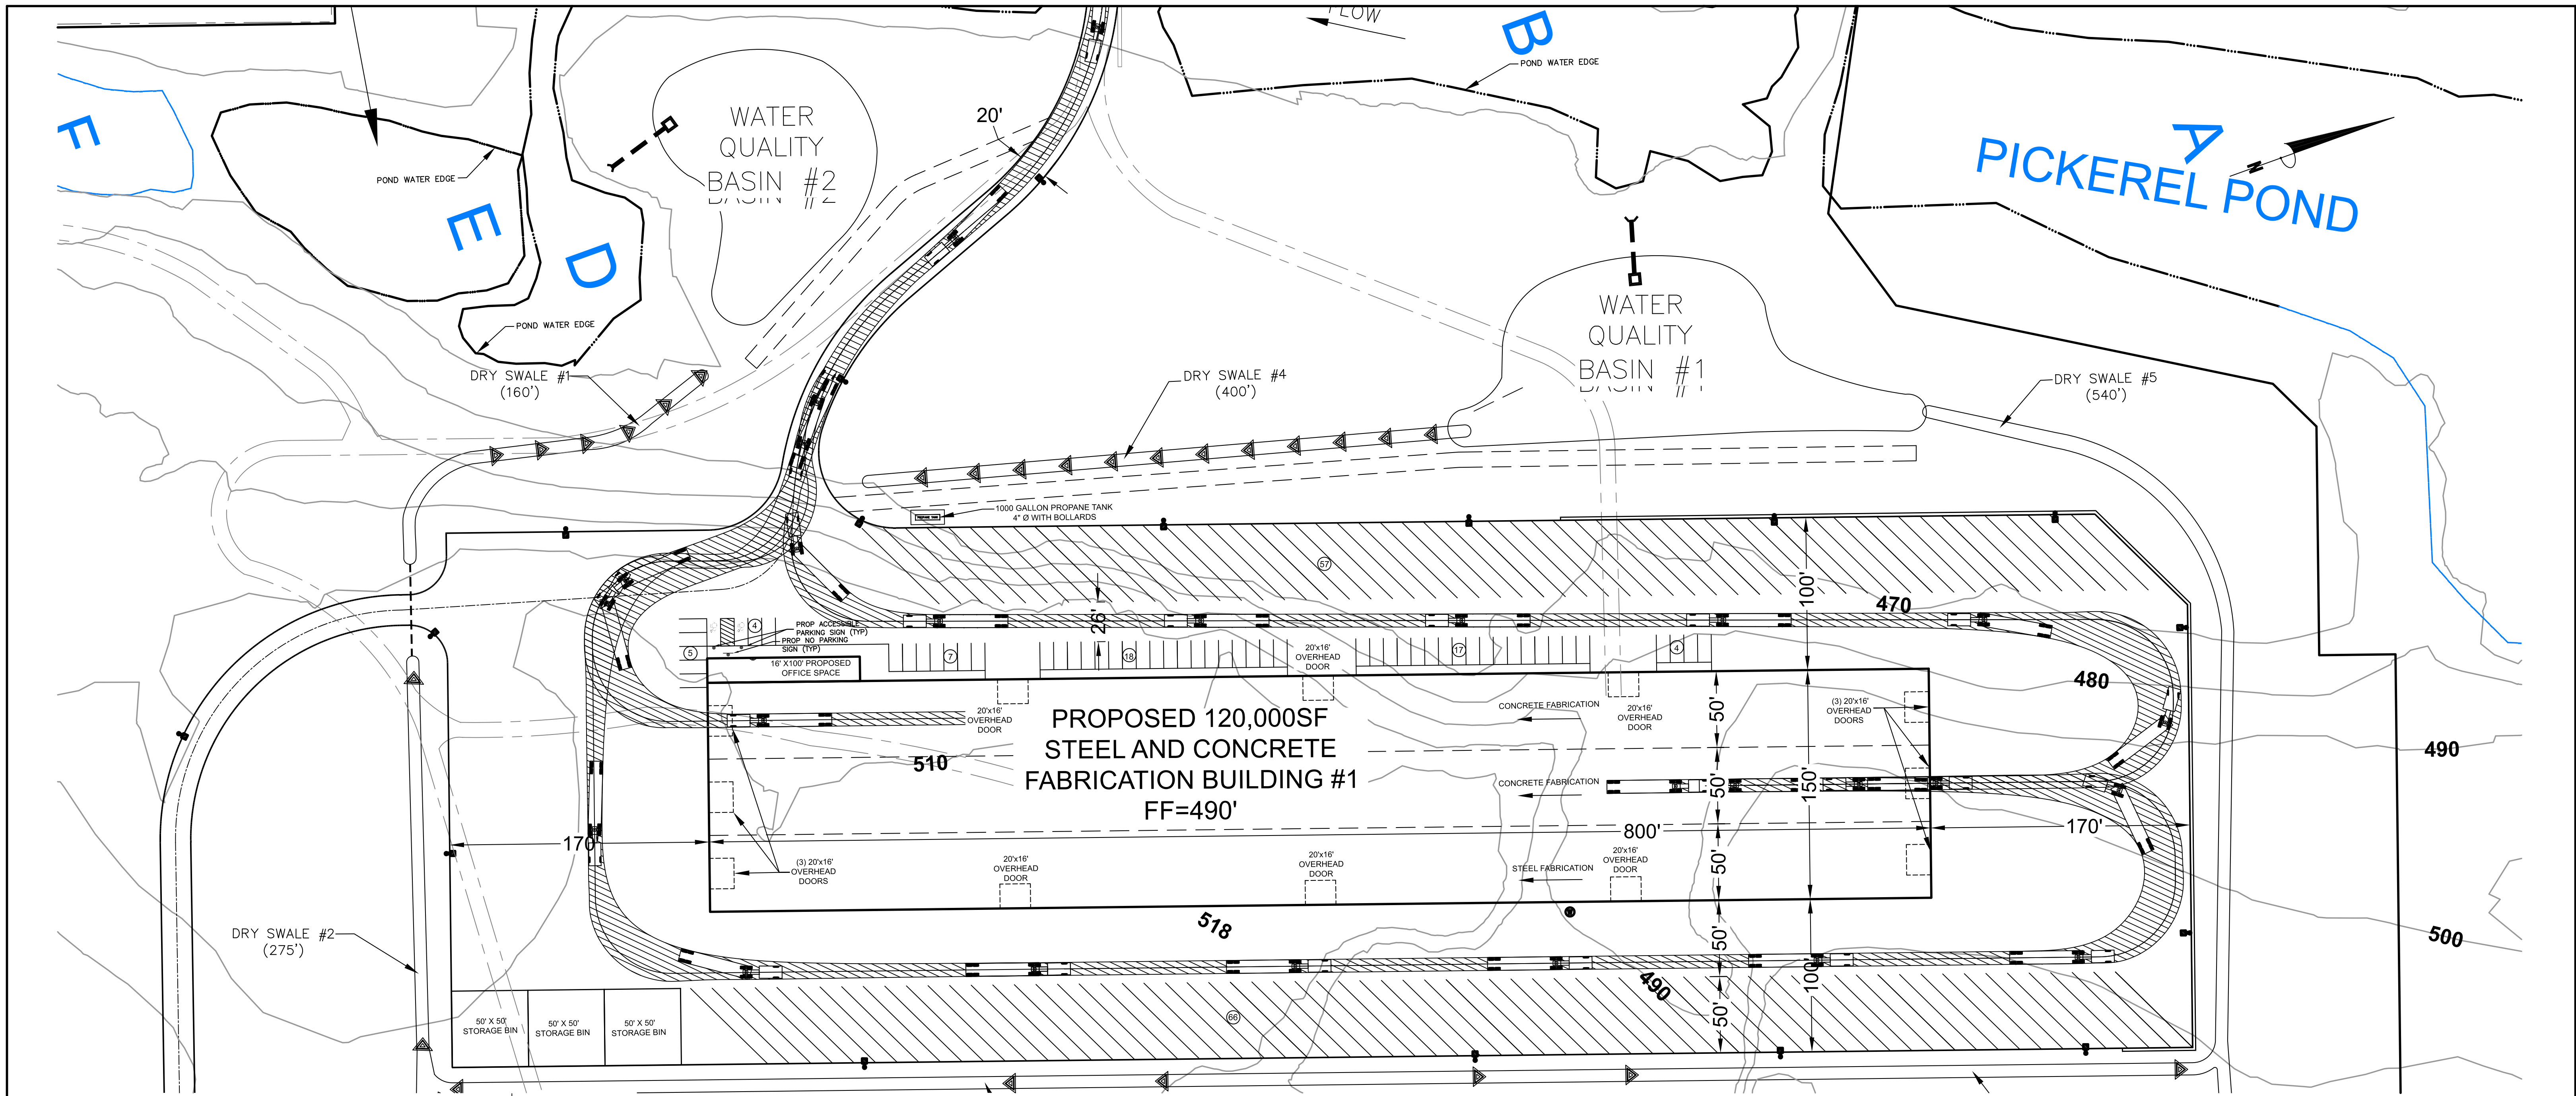 FLOW
B
POND WATER EDGE
F
POND WATER EDGE
E
D
POND WATER EDGE
WATER
QUALITY
BASIN #2
20'
A
PICKEREL POND
N
WATER
QUALITY
BASIN #1
DRY SWALE #1
(160')
DRY SWALE #4
(400')
DRY SWALE #5
(540')
1000 GALLON PROPANE TANK
4" Ø WITH BOLLARDS
57
100'
470
26'
4
PROP ACCESSIBLE
PARKING SIGN (TYP)
PROP NO PARKING
SIGN (TYP)
5
16' X100' PROPOSED
OFFICE SPACE
7
18
20'x16'
OVERHEAD
DOOR
17
4
480
490
500
20'x16'
OVERHEAD
DOOR
PROPOSED 120,000SF
STEEL AND CONCRETE
FABRICATION BUILDING #1
FF=490'
510
CONCRETE FABRICATION
20'x16'
OVERHEAD
DOOR
50'
(3) 20'x16'
OVERHEAD
DOORS
CONCRETE FABRICATION
50'
150'
800'
170'
170'
(3) 20'x16'
OVERHEAD
DOORS
20'x16'
OVERHEAD
DOOR
20'x16'
OVERHEAD
DOOR
STEEL FABRICATION
20'x16'
OVERHEAD
DOOR
50'
518
50'
100'
490
50'
DRY SWALE #2
(275')
50' X 50'
STORAGE BIN
50' X 50'
STORAGE BIN
50' X 50'
STORAGE BIN
66